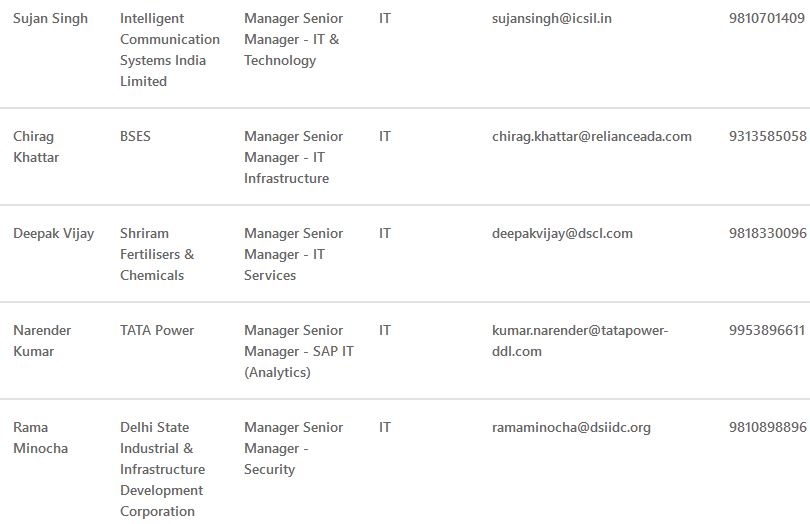 Sujan Singh Intelligent Manager Senior IT sujansingh@icsil.in 9810701409
Communication Manager - IT &
Systems India Technology
Limited
Chirag BSES Manager Senior IT chirag.khattar@relianceada.com 9313585058
Khattar Manager - IT
Infrastructure
Deepak Vijay Shriram Manager Senior IT deepakvijay@dscl.com 9818330096
Fertilisers & Manager - IT
Chemicals Services
Narender TATA Power Manager Senior IT kumar.narender@tatapower- 9953896611
Kumar Manager - SAP IT ddl.com
(Analytics)
Rama Delhi State Manager Senior IT ramaminocha@dsiidc.org 9810898896
Minocha Industrial & Manager -
Infrastructure Security
Development
Corporation